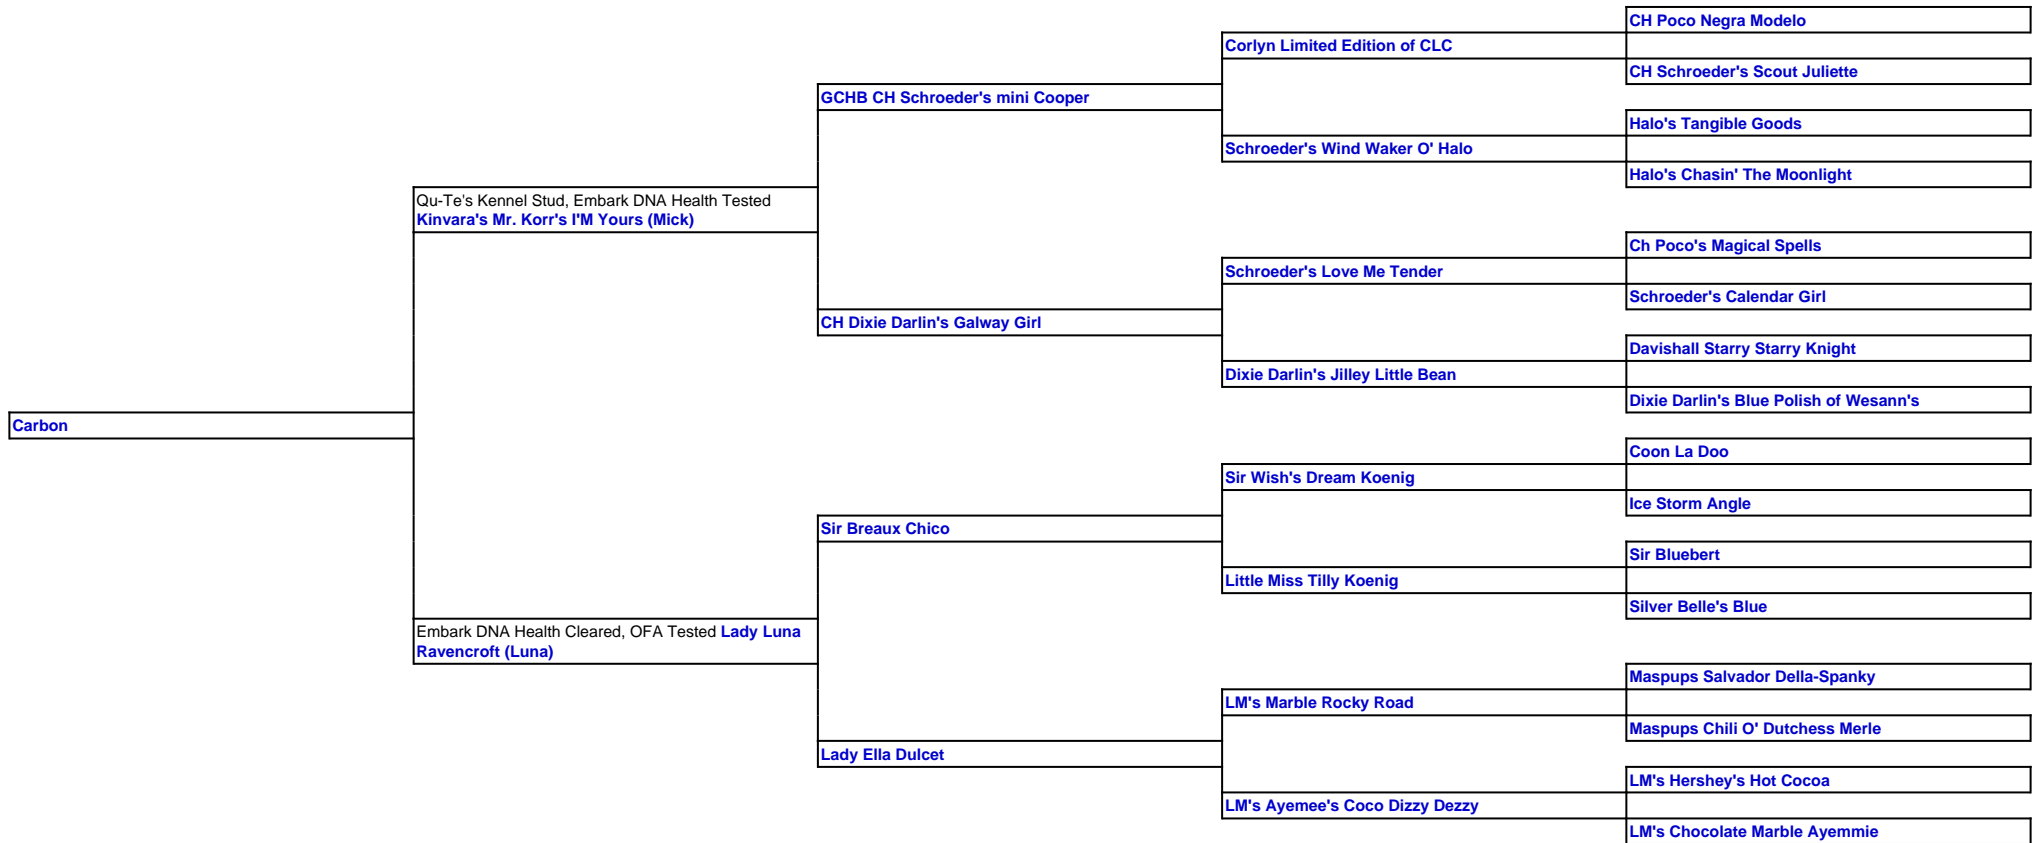 CH Poco Negra Modelo
Corlyn Limited Edition of CLC
CH Schroeder's Scout Juliette
GCHB CH Schroeder's mini Cooper
Halo's Tangible Goods
Schroeder's Wind Waker O' Halo
Halo's Chasin' The Moonlight
Qu-Te's Kennel Stud, Embark DNA Health Tested
Kinvara's Mr. Korr's I'M Yours (Mick)
Ch Poco's Magical Spells
Schroeder's Love Me Tender
Schroeder's Calendar Girl
CH Dixie Darlin's Galway Girl
Davishall Starry Starry Knight
Dixie Darlin's Jilley Little Bean
Dixie Darlin's Blue Polish of Wesann's
Carbon
Coon La Doo
Sir Wish's Dream Koenig
Ice Storm Angle
Sir Breaux Chico
Sir Bluebert
Little Miss Tilly Koenig
Silver Belle's Blue
Embark DNA Health Cleared, OFA Tested Lady Luna
Ravencroft (Luna)
Maspups Salvador Della-Spanky
LM's Marble Rocky Road
Maspups Chili O' Dutchess Merle
Lady Ella Dulcet
LM's Hershey's Hot Cocoa
LM's Ayemee's Coco Dizzy Dezzy
LM's Chocolate Marble Ayemmie